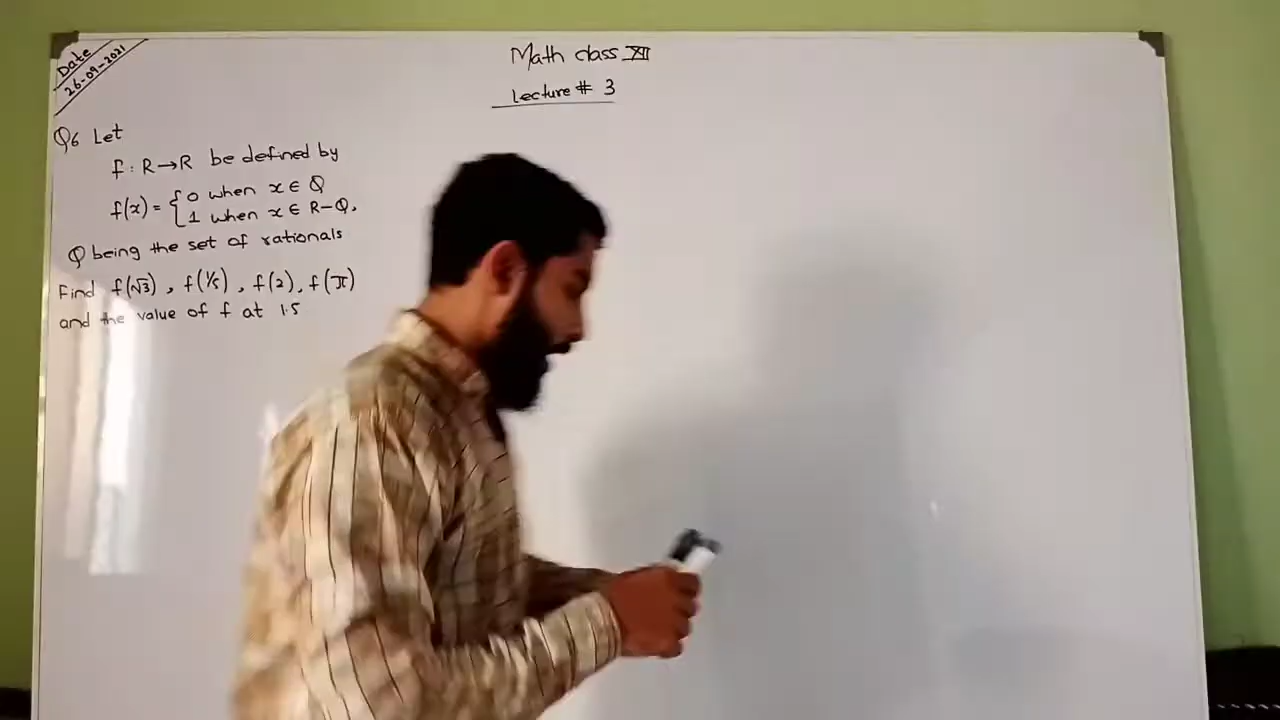 Date
26-09-2021
Math class XII
Lecture # 3
Q6 Let
f : R→R be defined by
f(x) = { 0 when x ∈ Q
1 when x ∈ R-Q.
Q being the set of rationals
Find f(√3), f(1/5), f(2), f(π)
and the value of f at 1.5